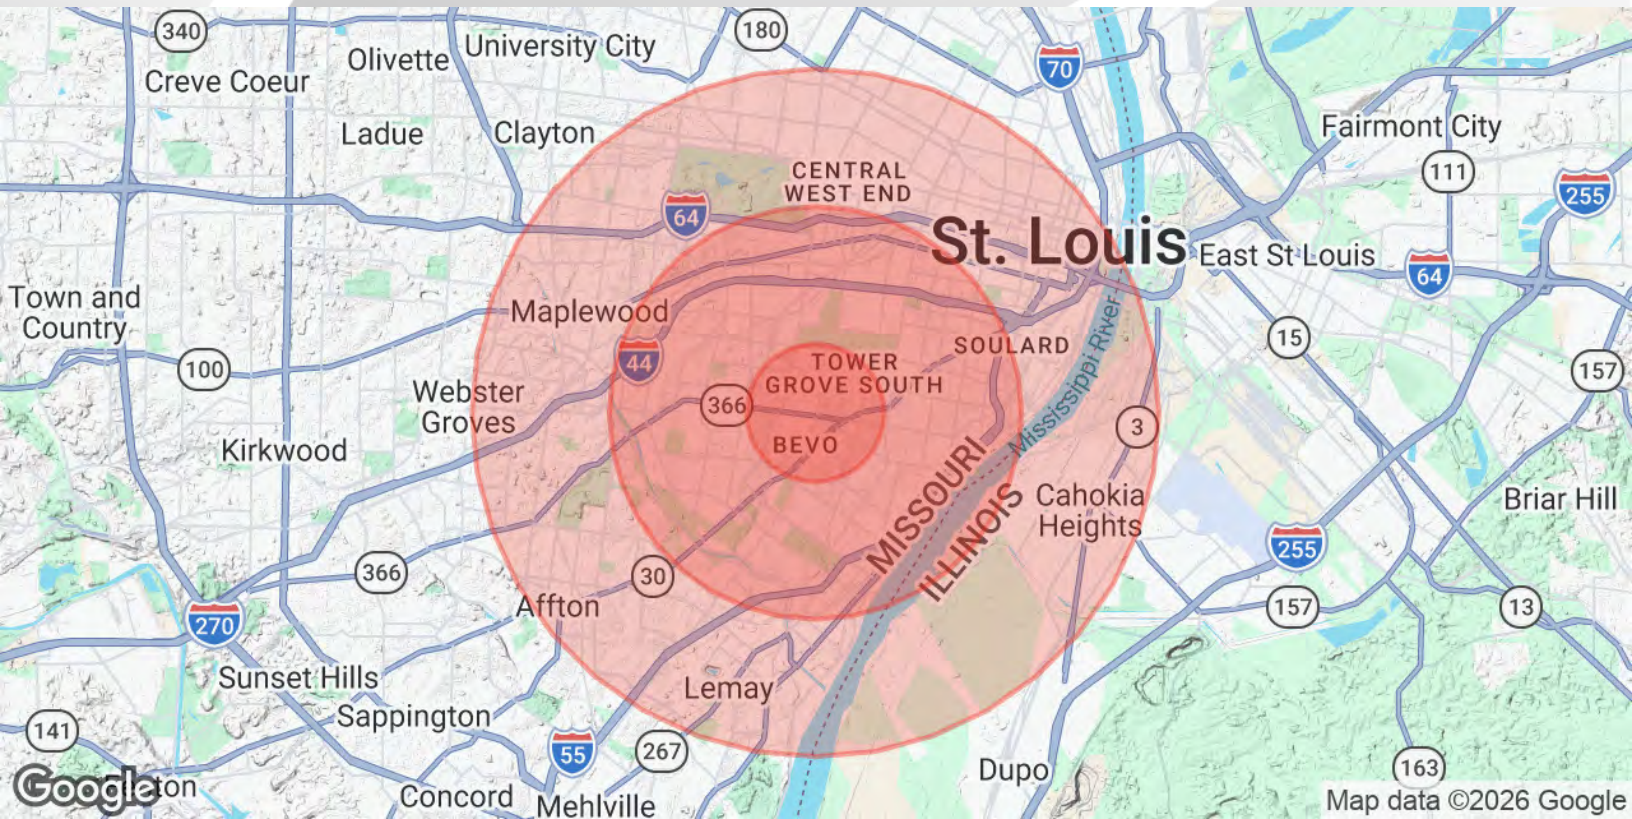 340
Olivette
University City
180
70
Creve Coeur
Ladue
Clayton
Fairmont City
111
255
CENTRAL
WEST END
64
St. Louis
East St Louis
64
Town and
Country
Maplewood
Mississippi River
15
100
44
SOULARD
157
TOWER
GROVE SOUTH
Webster
Groves
366
3
Kirkwood
BEVO
MISSOURI
ILLINOIS
Cahokia
Heights
Briar Hill
255
366
30
Affton
157
13
270
Sunset Hills
Lemay
Sappington
141
55
267
Dupo
163
Google
Concord
Mehlville
Map data ©2026 Google